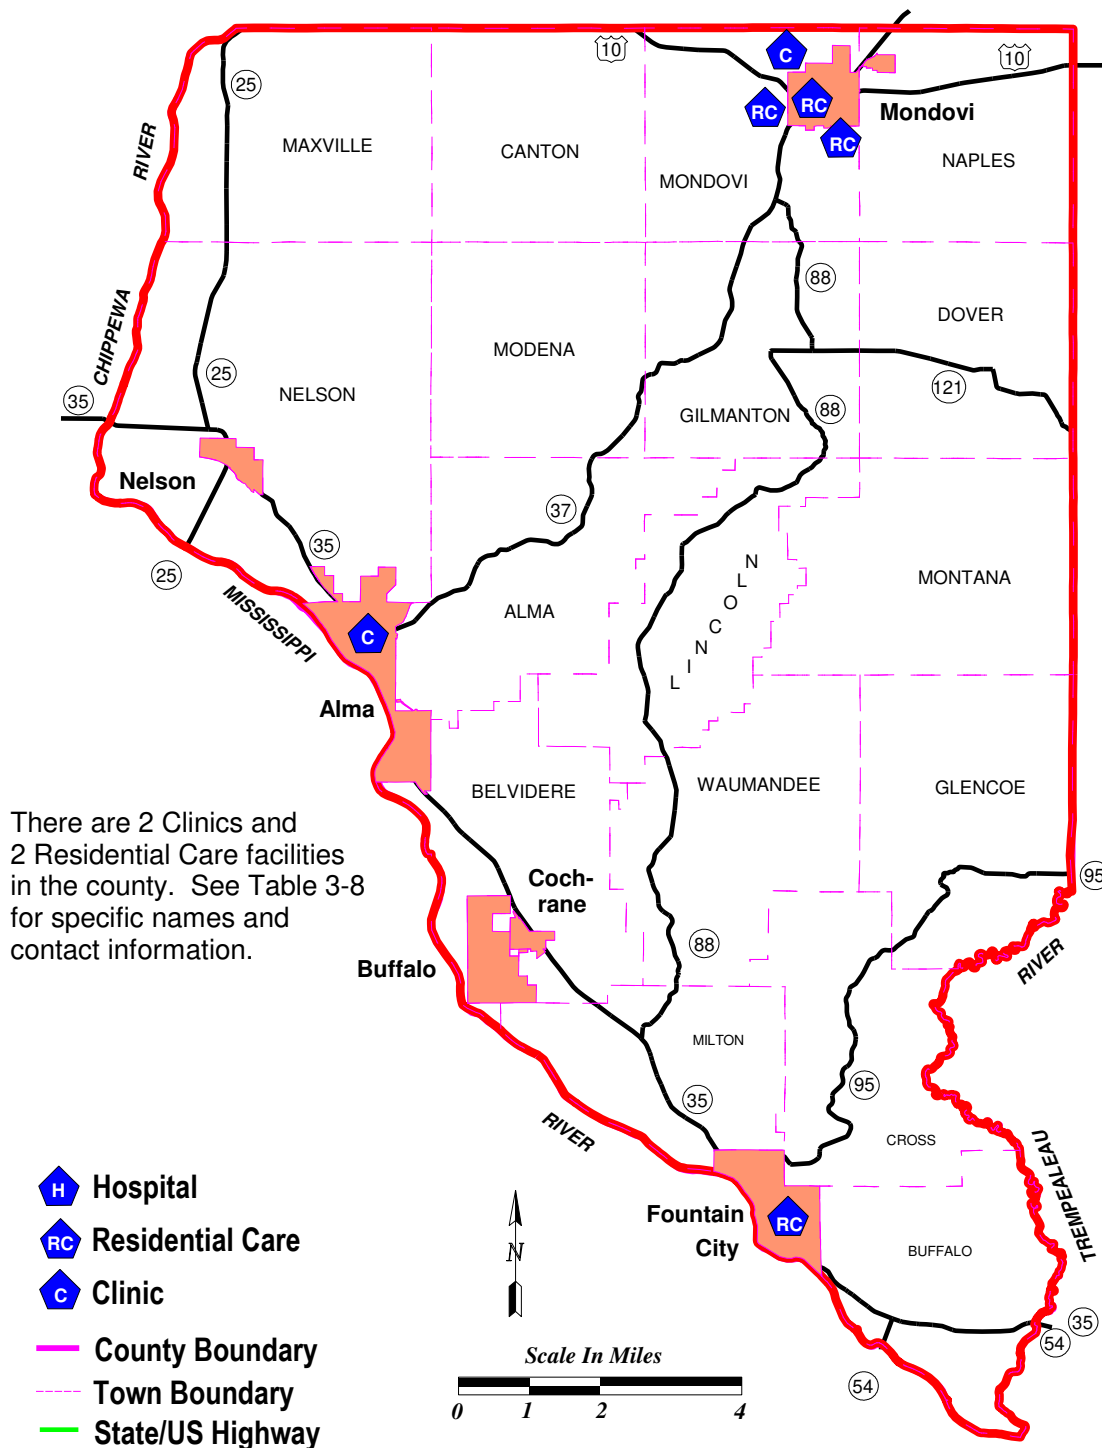 10
C
10
25
RC
RC
Mondovi
RC
MAXVILLE
CANTON
NAPLES
MONDOVI
RIVER
88
DOVER
CHIPPEWA
MODENA
25
NELSON
121
35
GILMANTON
88
Nelson
37
35
25
LINCOLN
MONTANA
MISSISSIPPI
ALMA
C
Alma
BELVIDERE
WAUMANDEE
GLENCOE
There are 2 Clinics and
2 Residential Care facilities
in the county. See Table 3-8
for specific names and
contact information.
Coch-
rane
95
88
RIVER
Buffalo
MILTON
95
35
RIVER
CROSS
TREMPEALEAU
Fountain
City
RC
BUFFALO
35
54
54
H Hospital
RC Residential Care
C Clinic
County Boundary
Town Boundary
State/US Highway
N
Scale In Miles
0 1 2 4